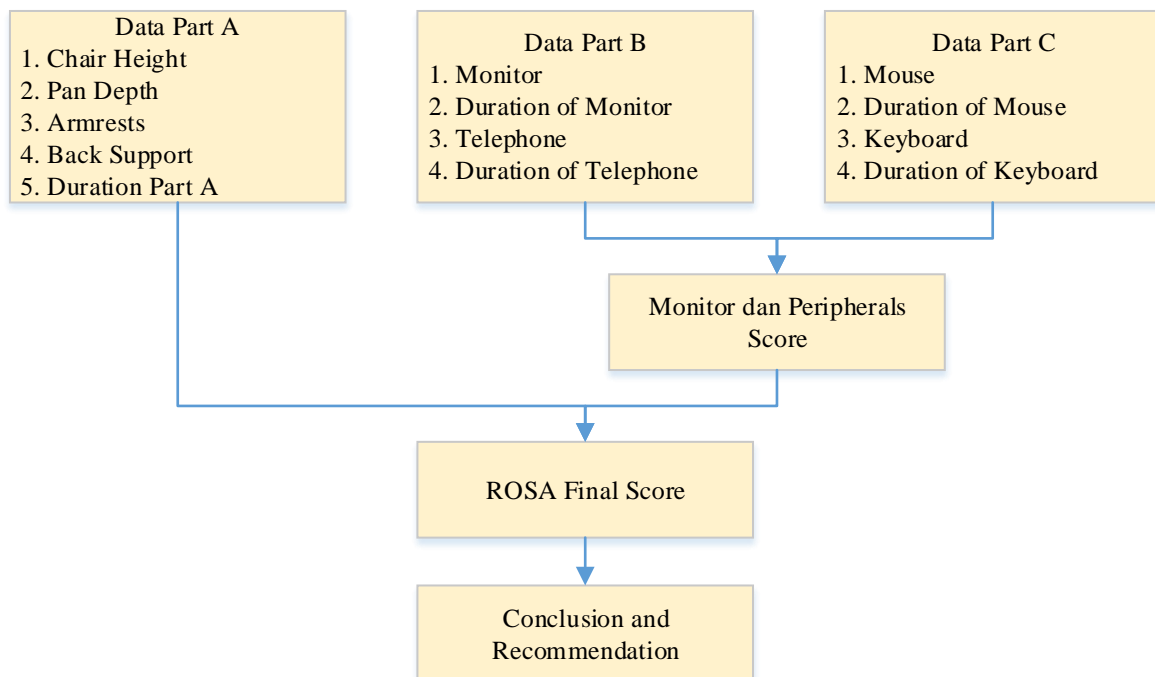 Data Part A
1. Chair Height
2. Pan Depth
3. Armrests
4. Back Support
5. Duration Part A
Data Part B
1. Monitor
2. Duration of Monitor
3. Telephone
4. Duration of Telephone
Data Part C
1. Mouse
2. Duration of Mouse
3. Keyboard
4. Duration of Keyboard
Monitor dan Peripherals
Score
ROSA Final Score
Conclusion and
Recommendation